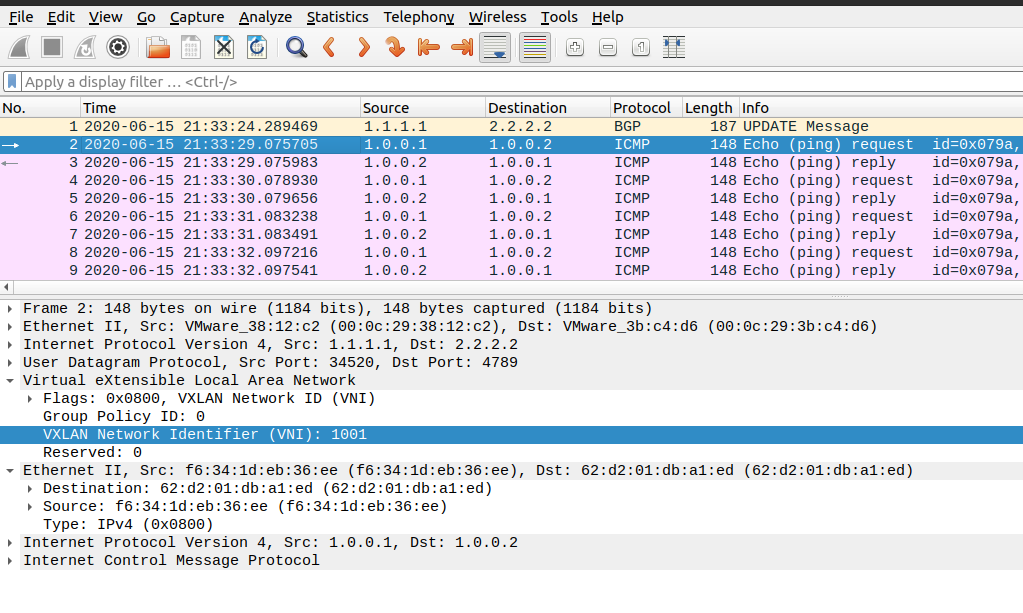 File Edit View Go Capture Analyze Statistics Telephony Wireless Tools Help
Apply a display filter … <Ctrl-/>
No. Time Source Destination Protocol Length Info
1 2020-06-15 21:33:24.289469 1.1.1.1 2.2.2.2 BGP 187 UPDATE Message
2 2020-06-15 21:33:29.075705 1.0.0.1 1.0.0.2 ICMP 148 Echo (ping) request id=0x079a,
3 2020-06-15 21:33:29.075983 1.0.0.2 1.0.0.1 ICMP 148 Echo (ping) reply id=0x079a,
4 2020-06-15 21:33:30.078930 1.0.0.1 1.0.0.2 ICMP 148 Echo (ping) request id=0x079a,
5 2020-06-15 21:33:30.079656 1.0.0.2 1.0.0.1 ICMP 148 Echo (ping) reply id=0x079a,
6 2020-06-15 21:33:31.083238 1.0.0.1 1.0.0.2 ICMP 148 Echo (ping) request id=0x079a,
7 2020-06-15 21:33:31.083491 1.0.0.2 1.0.0.1 ICMP 148 Echo (ping) reply id=0x079a,
8 2020-06-15 21:33:32.097216 1.0.0.1 1.0.0.2 ICMP 148 Echo (ping) request id=0x079a,
9 2020-06-15 21:33:32.097541 1.0.0.2 1.0.0.1 ICMP 148 Echo (ping) reply id=0x079a,
Frame 2: 148 bytes on wire (1184 bits), 148 bytes captured (1184 bits)
Ethernet II, Src: VMware_38:12:c2 (00:0c:29:38:12:c2), Dst: VMware_3b:c4:d6 (00:0c:29:3b:c4:d6)
Internet Protocol Version 4, Src: 1.1.1.1, Dst: 2.2.2.2
User Datagram Protocol, Src Port: 34520, Dst Port: 4789
Virtual eXtensible Local Area Network
Flags: 0x0800, VXLAN Network ID (VNI)
Group Policy ID: 0
VXLAN Network Identifier (VNI): 1001
Reserved: 0
Ethernet II, Src: f6:34:1d:eb:36:ee (f6:34:1d:eb:36:ee), Dst: 62:d2:01:db:a1:ed (62:d2:01:db:a1:ed)
Destination: 62:d2:01:db:a1:ed (62:d2:01:db:a1:ed)
Source: f6:34:1d:eb:36:ee (f6:34:1d:eb:36:ee)
Type: IPv4 (0x0800)
Internet Protocol Version 4, Src: 1.0.0.1, Dst: 1.0.0.2
Internet Control Message Protocol